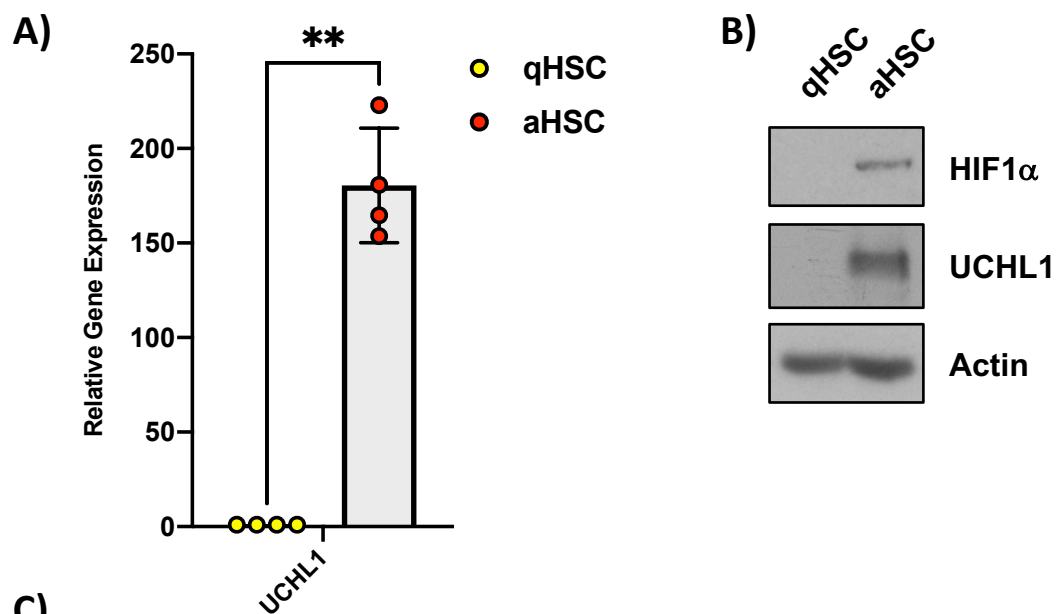 A)
**
250
200
150
100
50
0
Relative Gene Expression
UCHL1
qHSC
aHSC
B)
qHSC
aHSC
HIF1α
UCHL1
Actin
C)